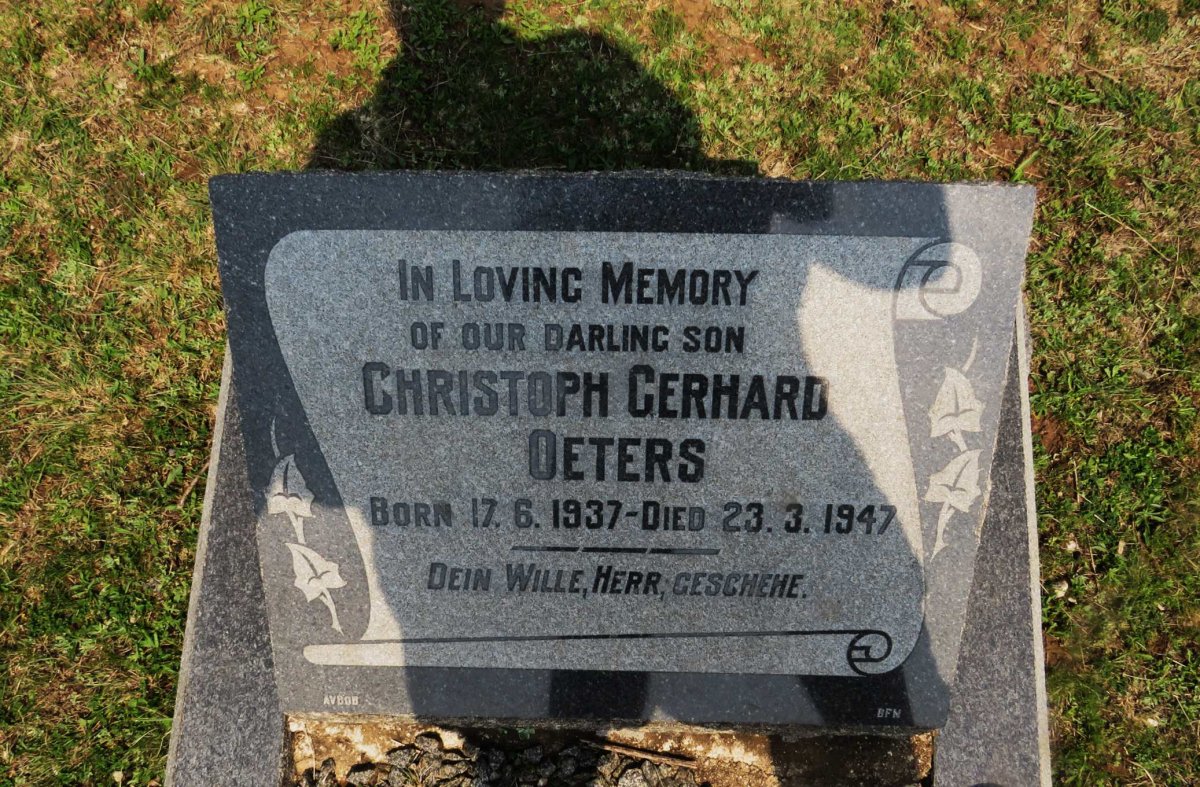 IN LOVING MEMORY
OF OUR DARLING SON
CHRISTOPH GERHARD
OETERS
BORN 17. 6. 1937 - DIED 23. 3. 1947
DEIN WILLE, HERR, GESCHEHE.
AVBOB BFN